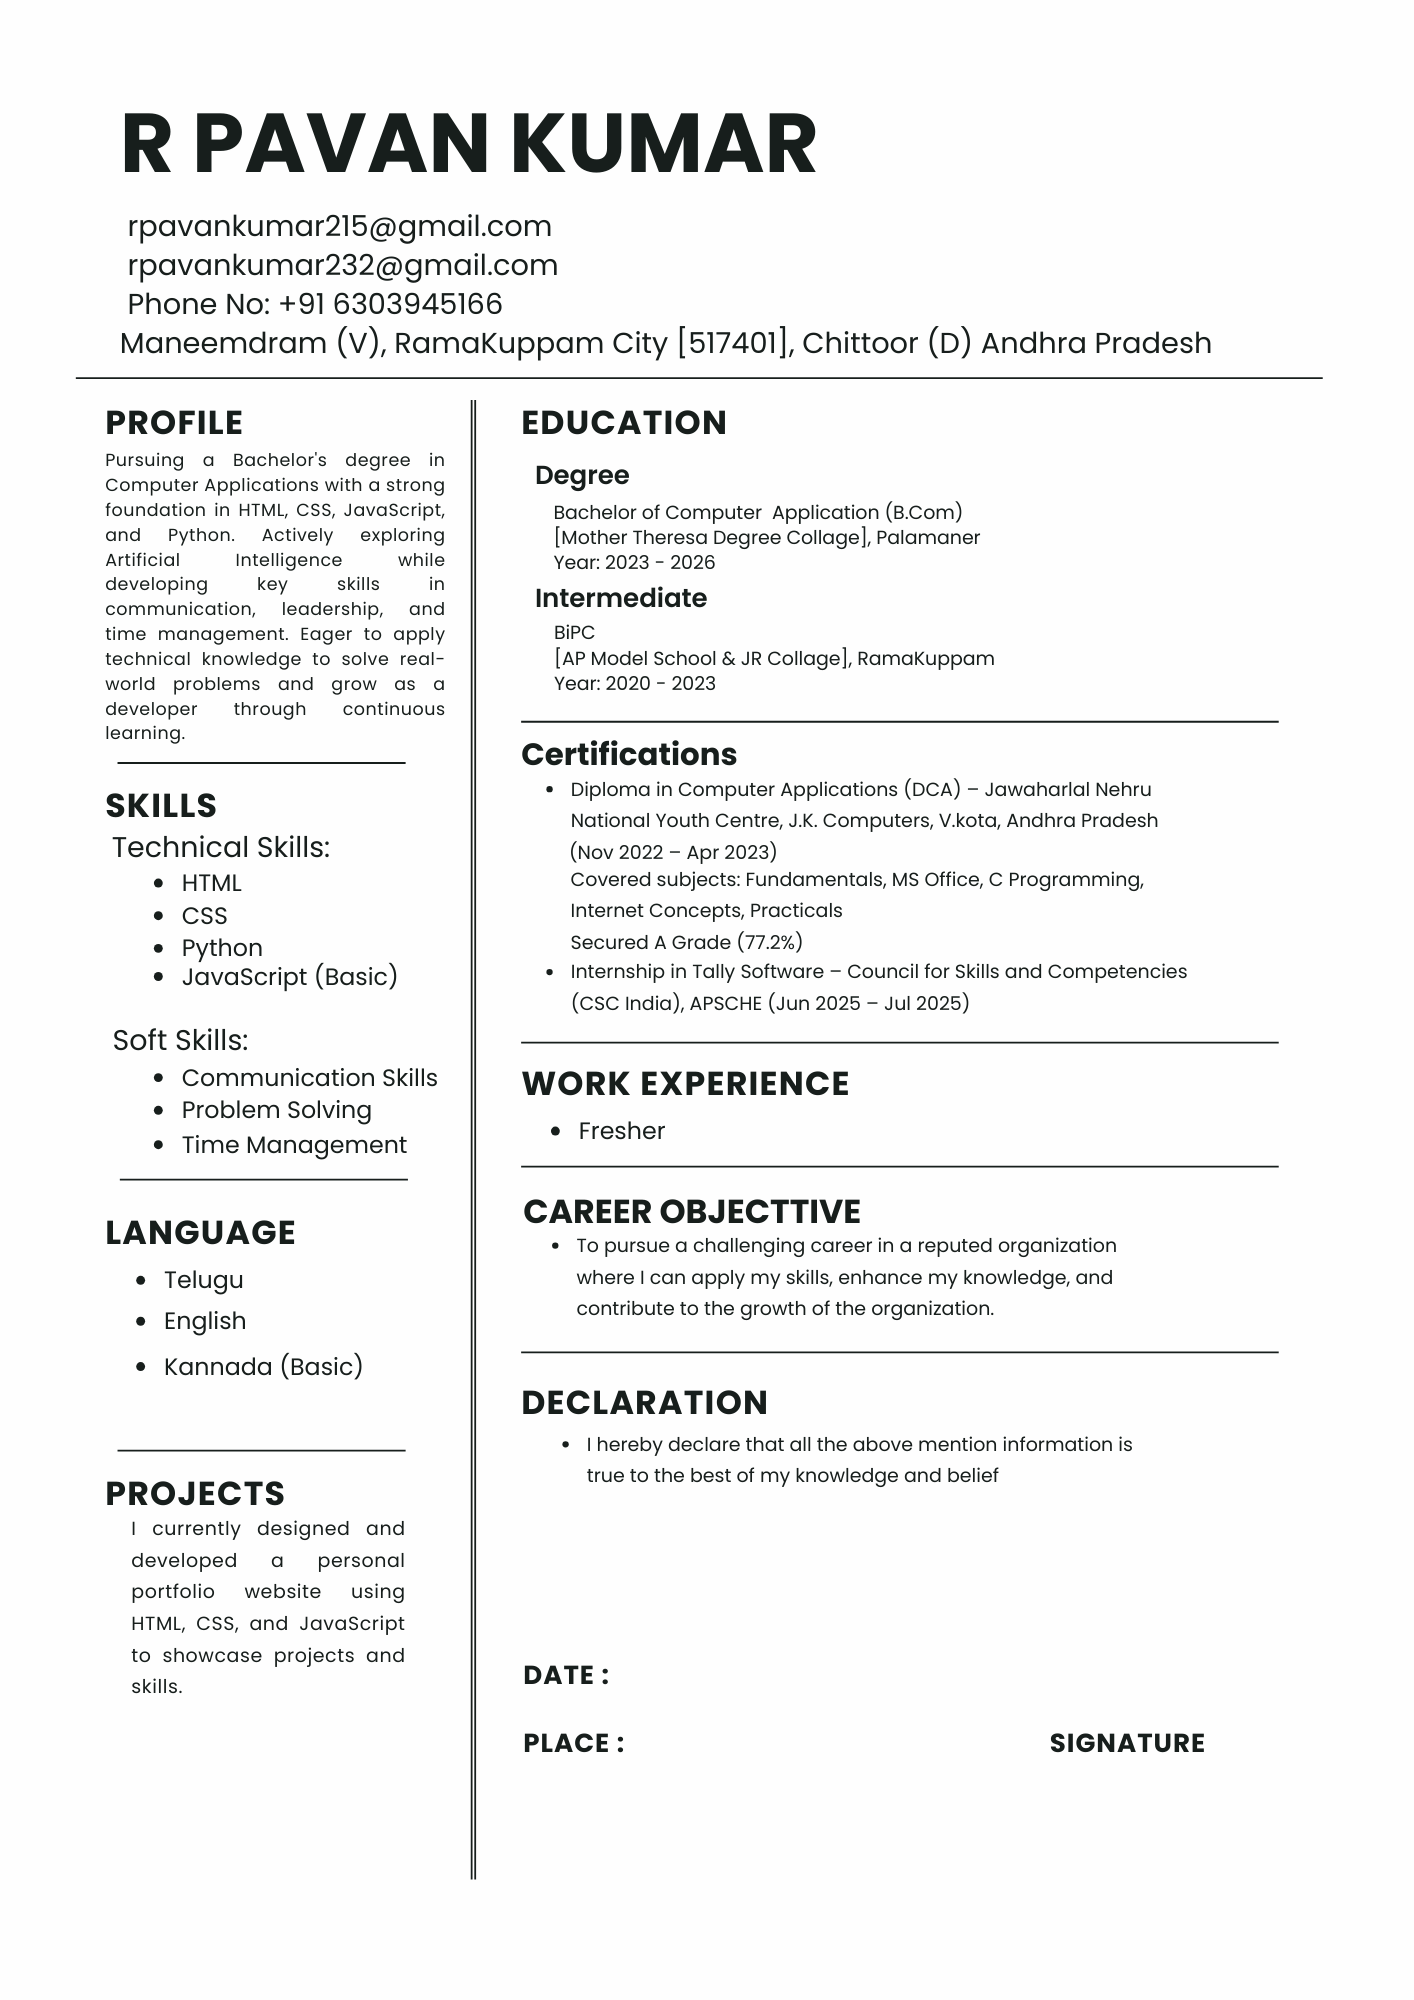 R PAVAN KUMAR
rpavankumar215@gmail.com
rpavankumar232@gmail.com
Phone No: +91 6303945166
Maneemdram (V), RamaKuppam City [517401], Chittoor (D) Andhra Pradesh
PROFILE
Pursuing a Bachelor's degree in
Computer Applications with a strong
foundation in HTML, CSS, JavaScript,
and Python. Actively exploring
Artificial Intelligence while
developing key skills in
communication, leadership, and
time management. Eager to apply
technical knowledge to solve real-
world problems and grow as a
developer through continuous
learning.
SKILLS
Technical Skills:
• HTML
• CSS
• Python
• JavaScript (Basic)
Soft Skills:
• Communication Skills
• Problem Solving
• Time Management
LANGUAGE
• Telugu
• English
• Kannada (Basic)
PROJECTS
I currently designed and
developed a personal
portfolio website using
HTML, CSS, and JavaScript
to showcase projects and
skills.
EDUCATION
Degree
Bachelor of Computer Application (B.Com)
[Mother Theresa Degree Collage], Palamaner
Year: 2023 - 2026
Intermediate
BiPC
[AP Model School & JR Collage], RamaKuppam
Year: 2020 - 2023
Certifications
• Diploma in Computer Applications (DCA) – Jawaharlal Nehru
National Youth Centre, J.K. Computers, V.kota, Andhra Pradesh
(Nov 2022 – Apr 2023)
Covered subjects: Fundamentals, MS Office, C Programming,
Internet Concepts, Practicals
Secured A Grade (77.2%)
• Internship in Tally Software – Council for Skills and Competencies
(CSC India), APSCHE (Jun 2025 – Jul 2025)
WORK EXPERIENCE
• Fresher
CAREER OBJECTTIVE
• To pursue a challenging career in a reputed organization
where I can apply my skills, enhance my knowledge, and
contribute to the growth of the organization.
DECLARATION
• I hereby declare that all the above mention information is
true to the best of my knowledge and belief
DATE :
PLACE :
SIGNATURE